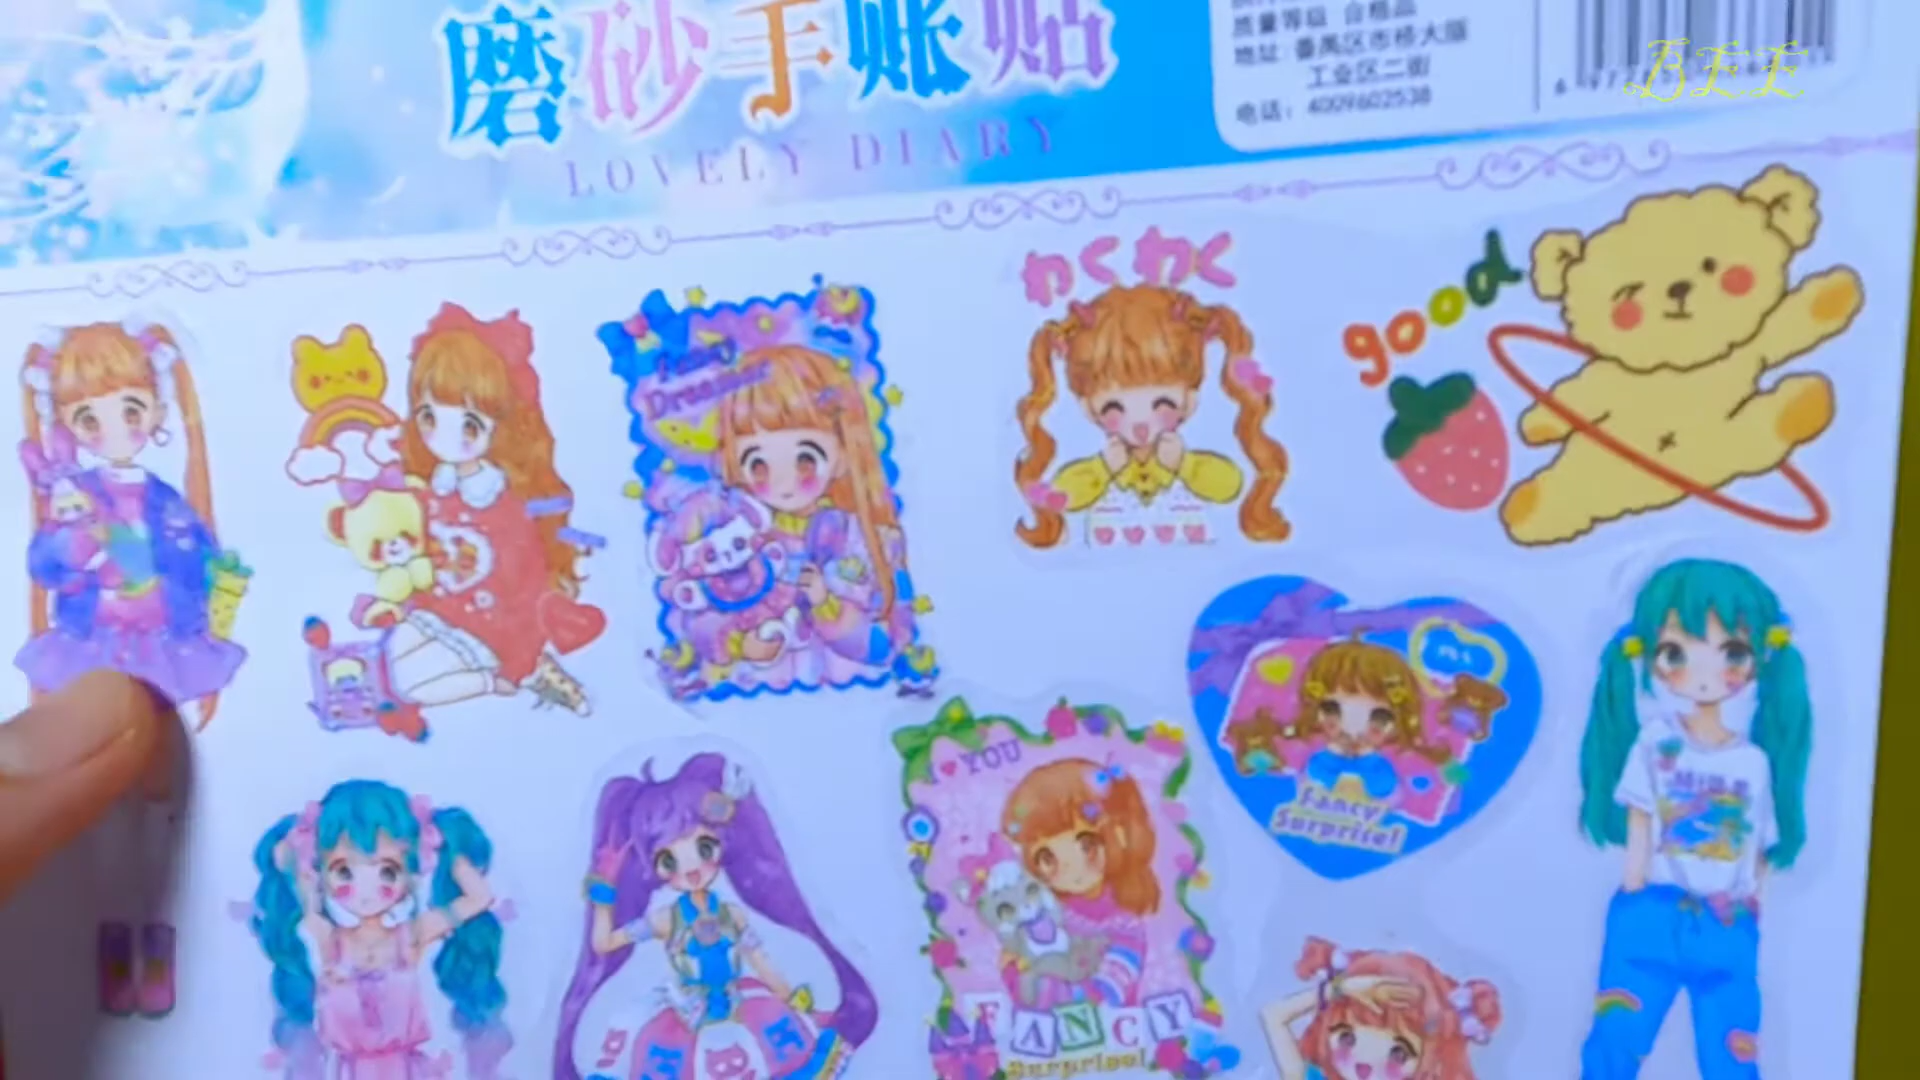 磨砂手账贴
LOVELY DIARY
质量等级 合格品
地址: 番禺区市桥大道
工业区二街
电话: 4009602538
BEE
わくわく
good
Fancy
Surprise!
I YOU
FANCY
Surprise!